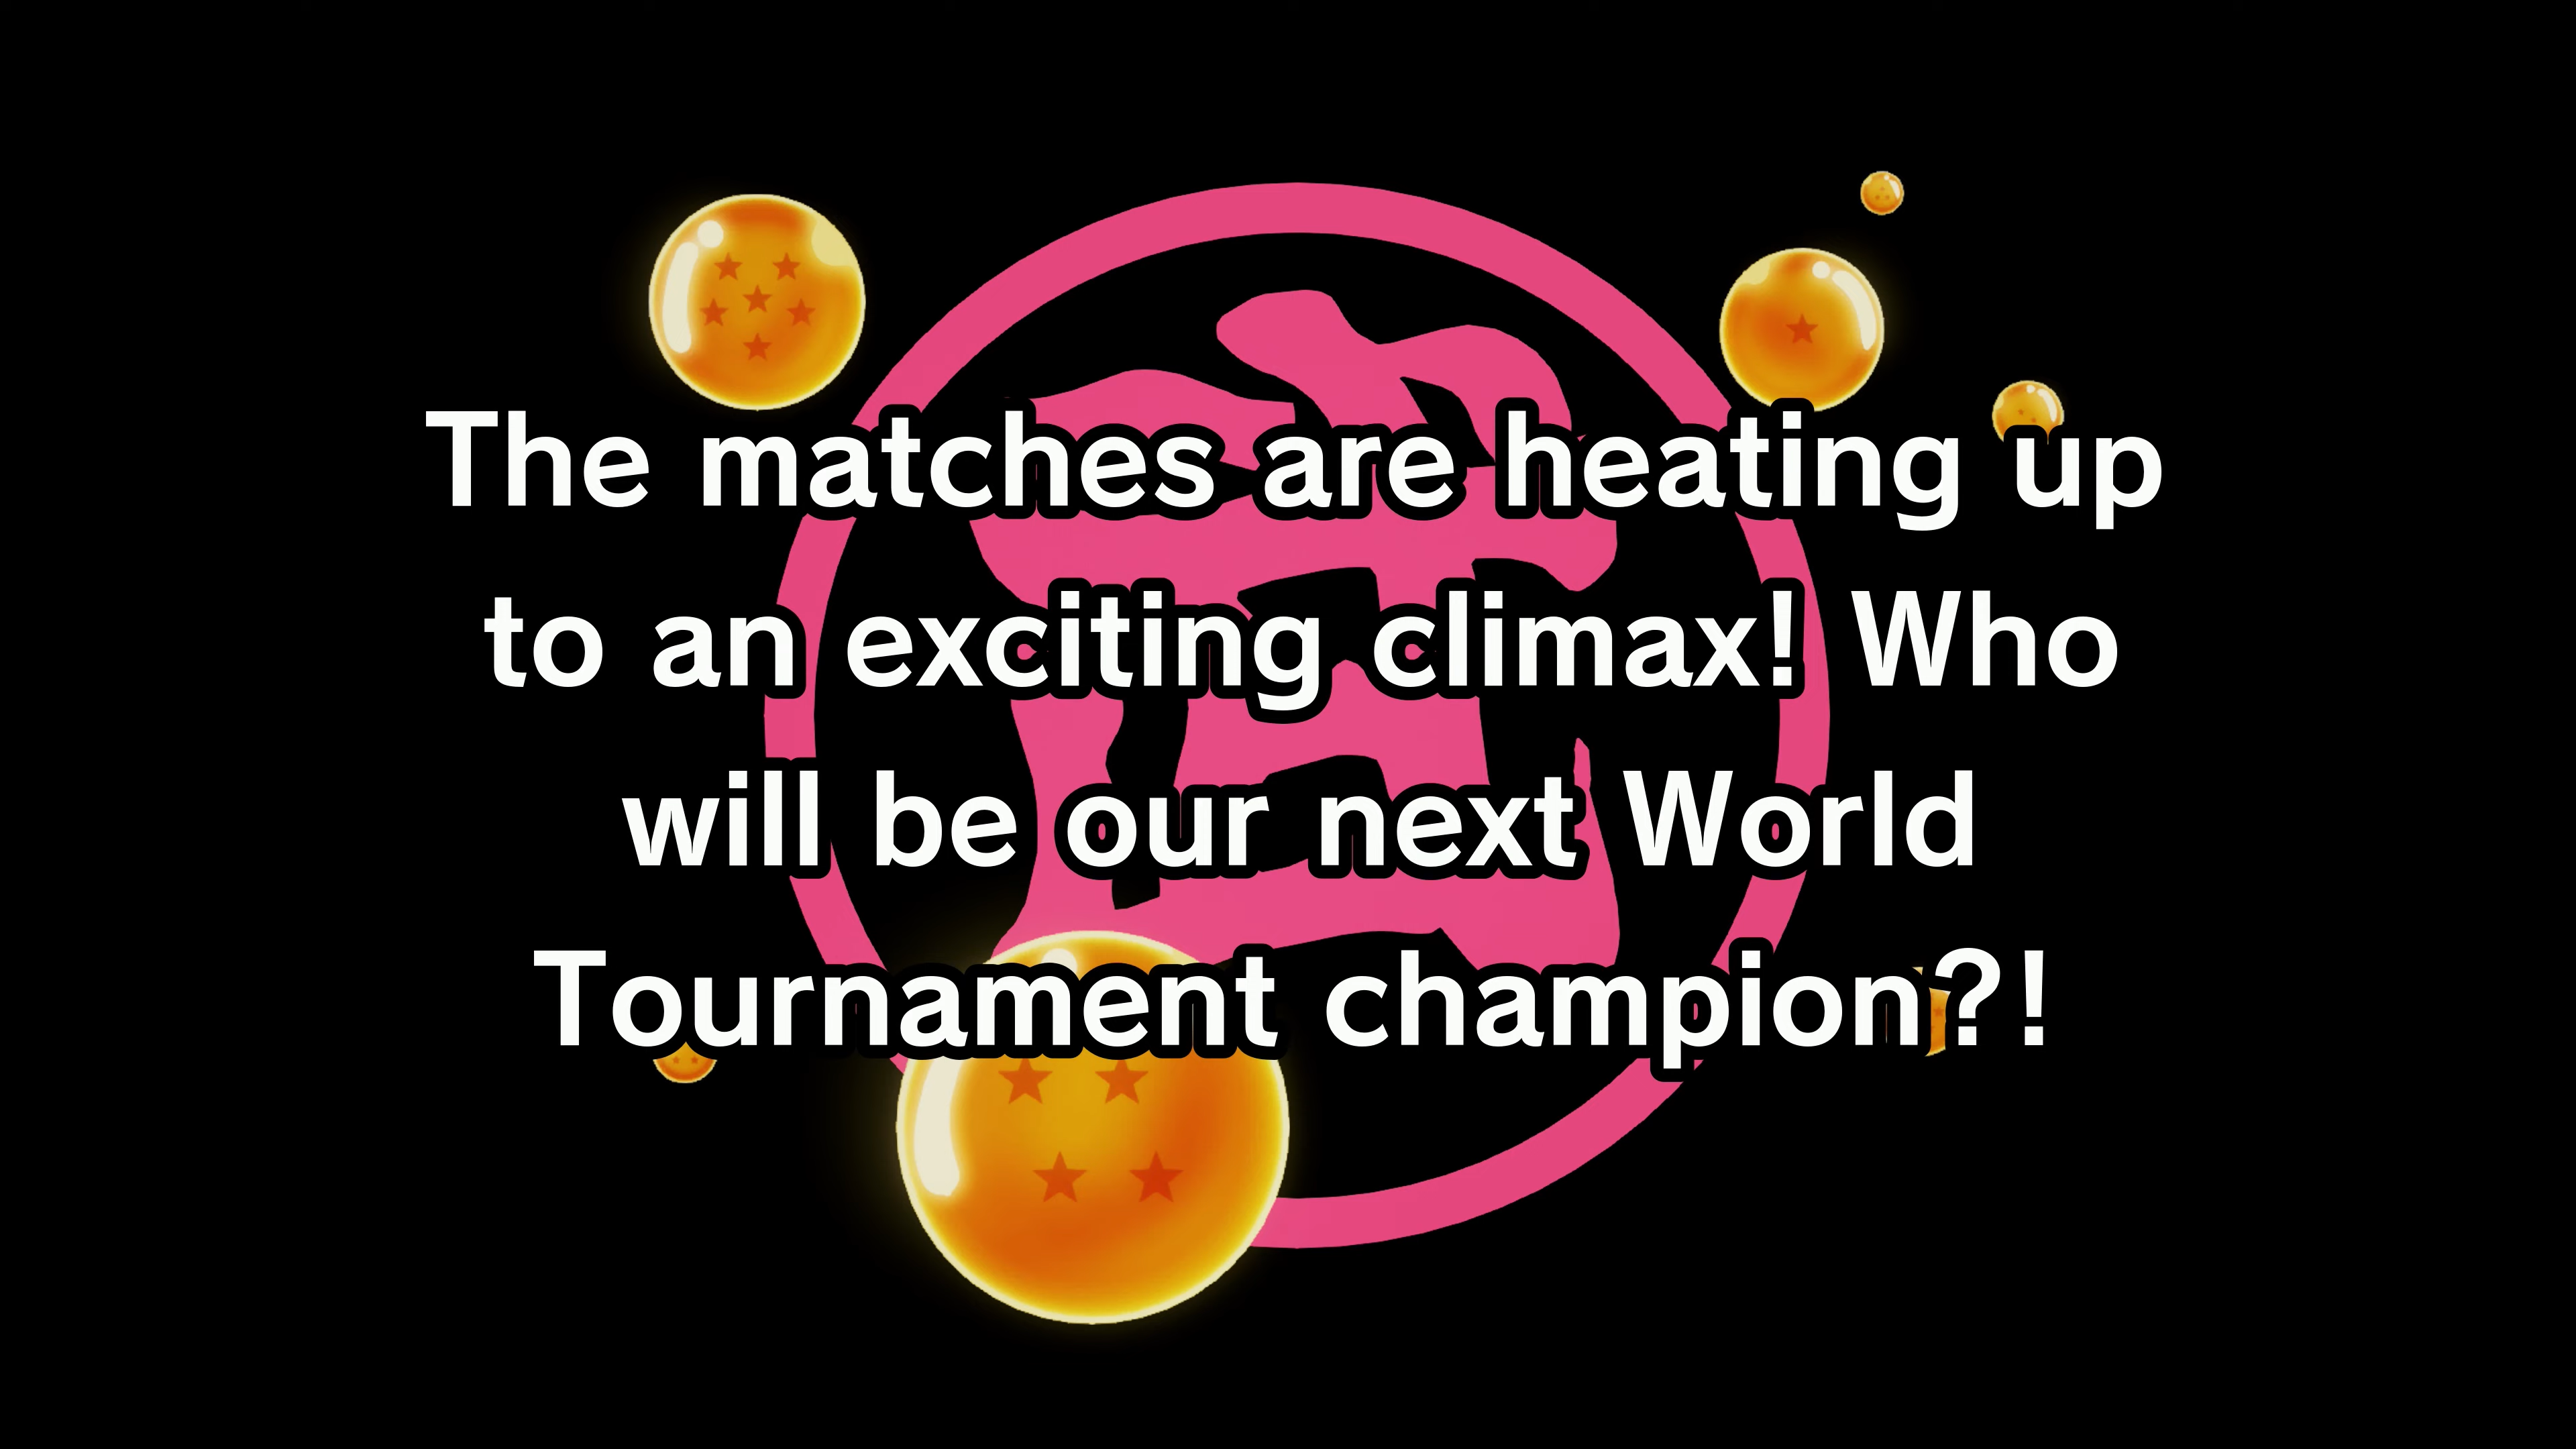 The matches are heating up
to an exciting climax! Who
will be our next World
Tournament champion?!